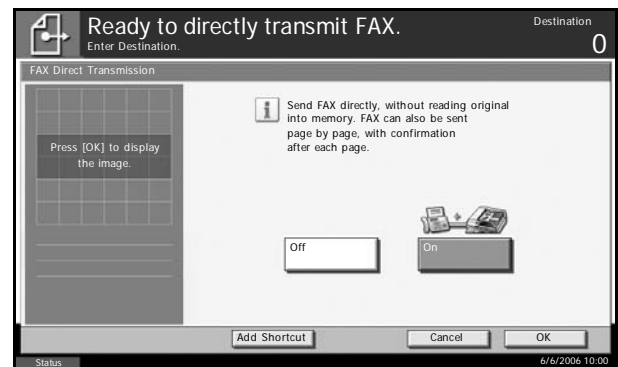 Ready to directly transmit FAX.
Enter Destination.
Destination
0
FAX Direct Transmission
Press [OK] to display
the image.
i
Send FAX directly, without reading original
into memory. FAX can also be sent
page by page, with confirmation
after each page.
Off
On
Add Shortcut
Cancel
OK
Status
6/6/2006 10:00